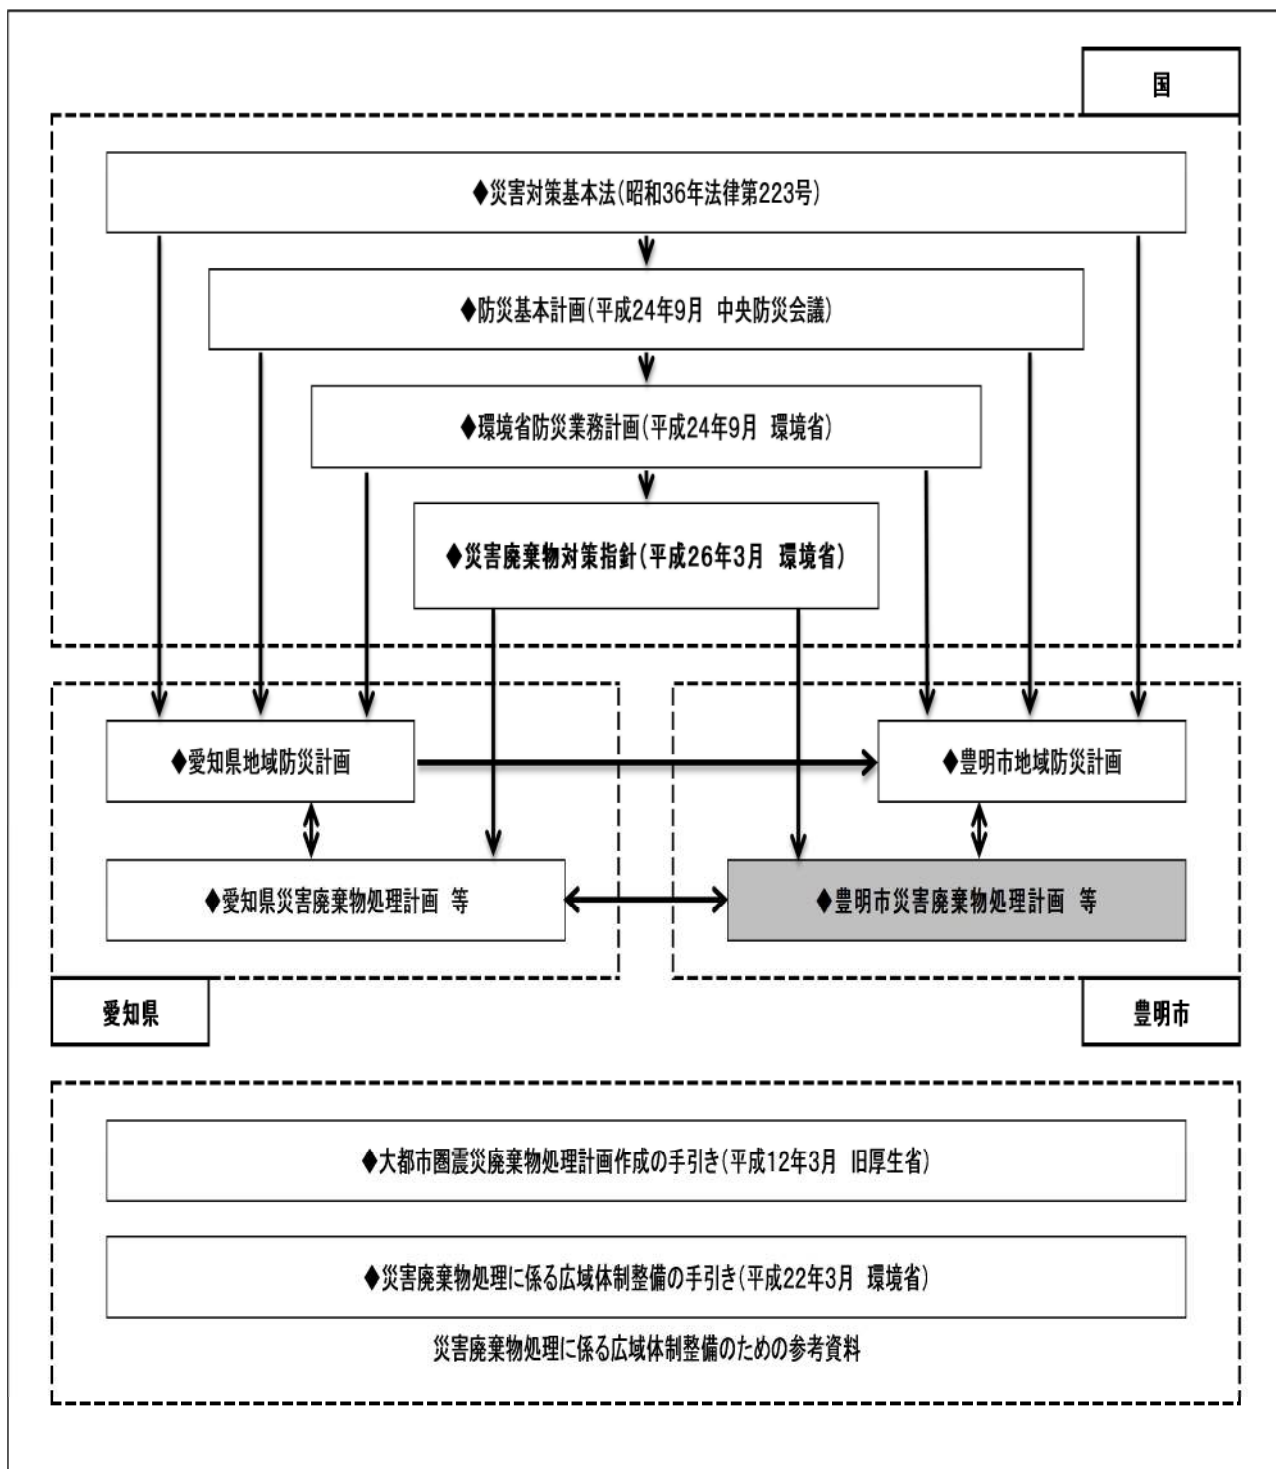 国
◆災害対策基本法(昭和36年法律第223号)
◆防災基本計画(平成24年9月 中央防災会議)
◆環境省防災業務計画(平成24年9月 環境省)
◆災害廃棄物対策指針(平成26年3月 環境省)
◆愛知県地域防災計画
◆豊明市地域防災計画
◆愛知県災害廃棄物処理計画 等
◆豊明市災害廃棄物処理計画 等
愛知県
豊明市
◆大都市圏震災廃棄物処理計画作成の手引き(平成12年3月 旧厚生省)
◆災害廃棄物処理に係る広域体制整備の手引き(平成22年3月 環境省)
災害廃棄物処理に係る広域体制整備のための参考資料